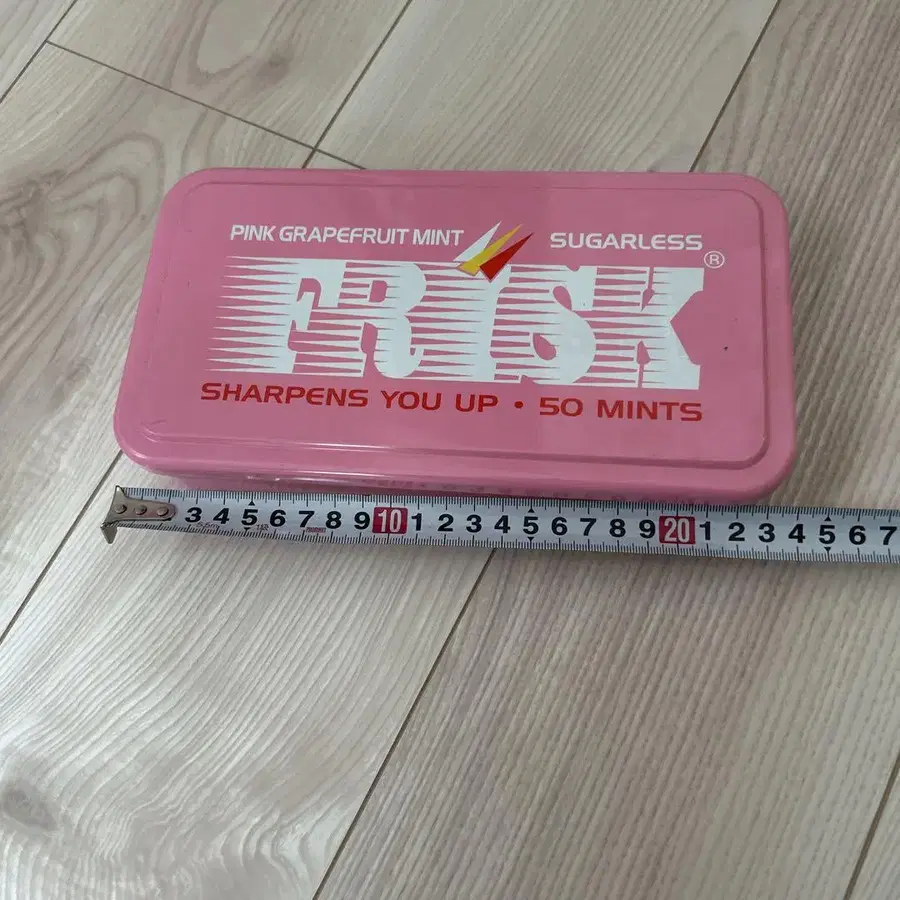 PINK GRAPEFRUIT MINT SUGARLESS
FRISK®
SHARPENS YOU UP • 50 MINTS
3 4 5 6 7 8 9 10 1 2 3 4 5 6 7 8 9 20 1 2 3 4 5 6 7